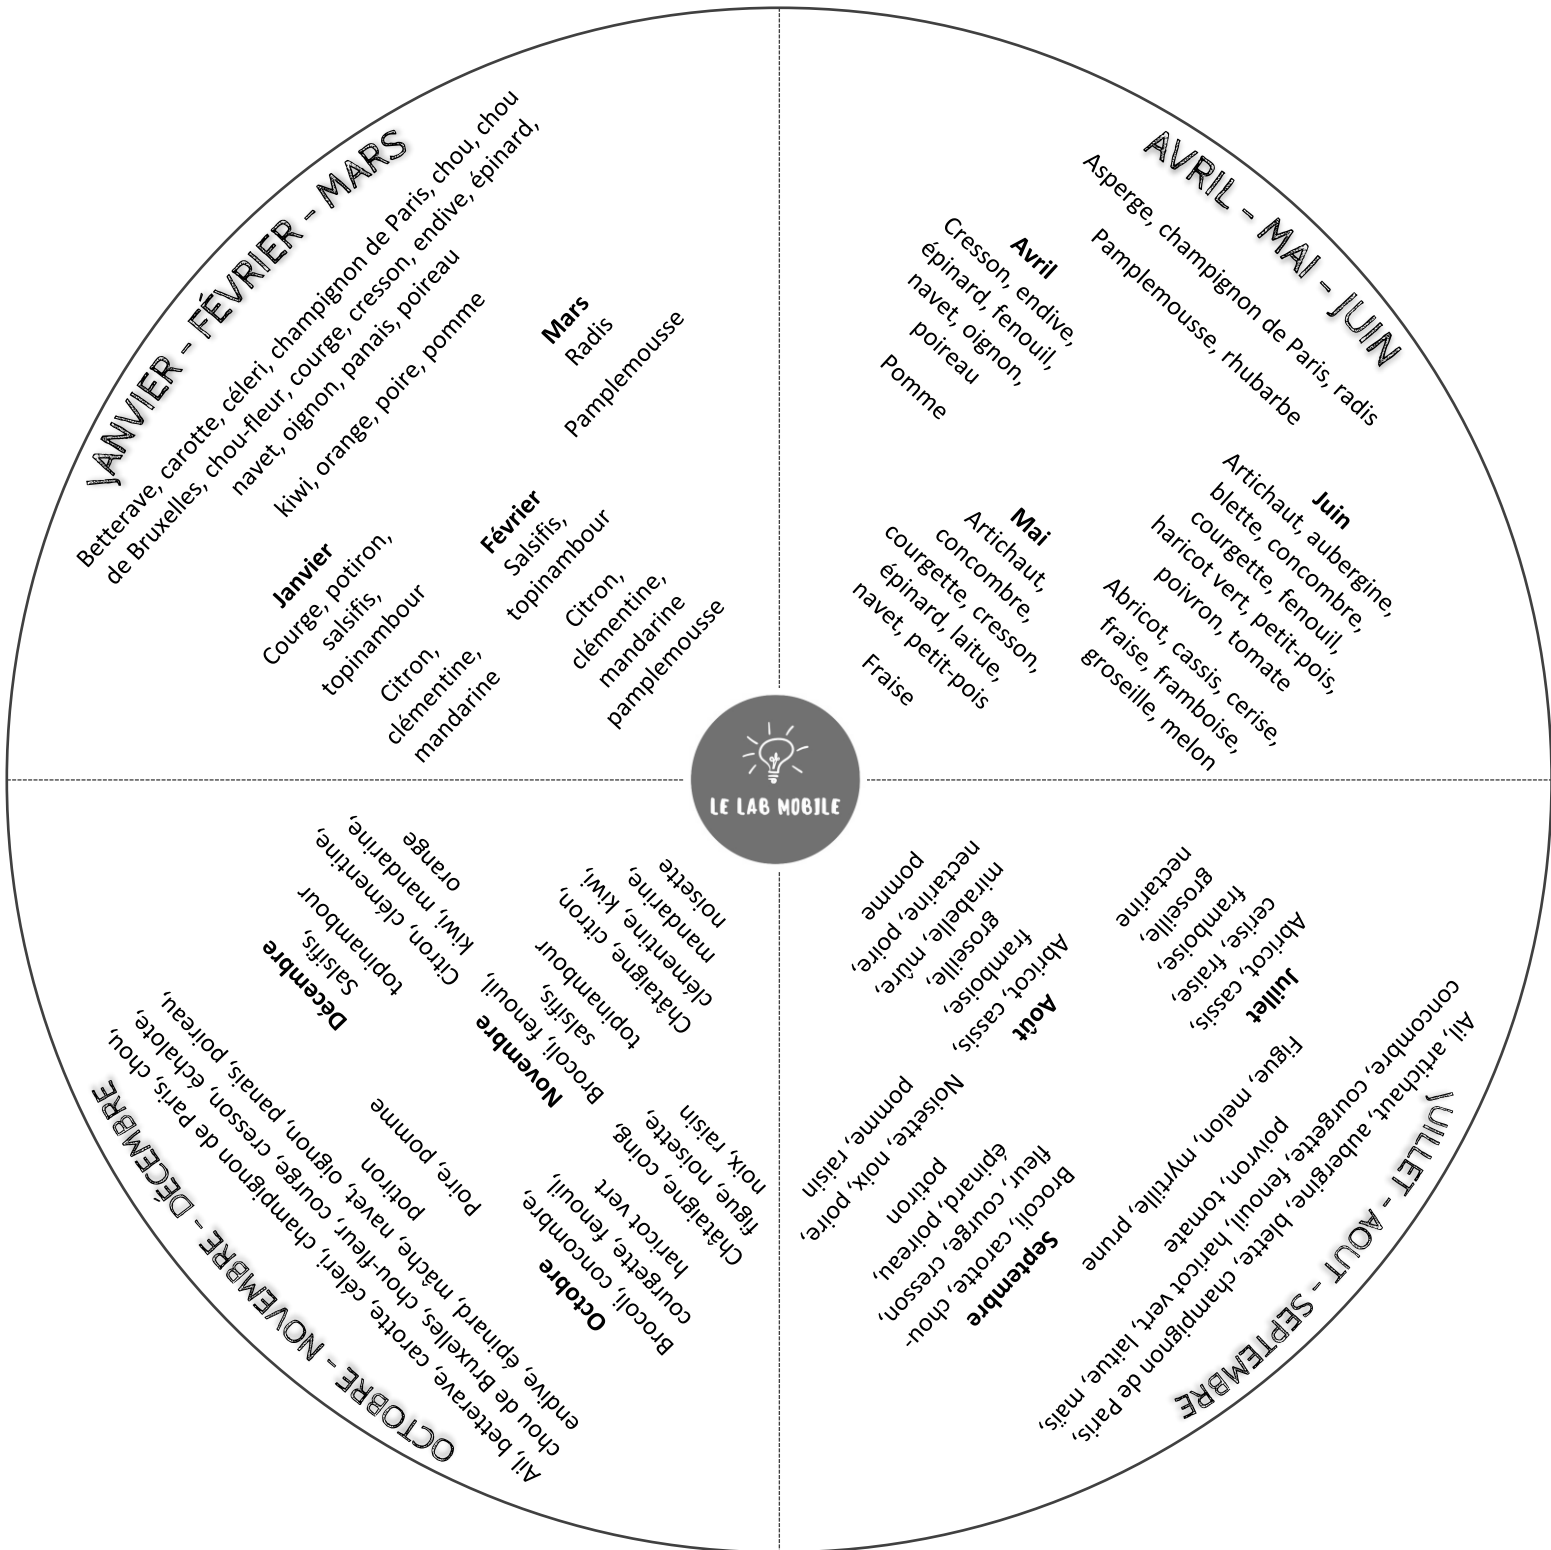 JANVIER - FÉVRIER - MARS
Betterave, carotte, céleri, champignon de Paris, chou, chou
de Bruxelles, chou-fleur, courge, cresson, endive, épinard,
navet, oignon, panais, poireau
kiwi, orange, poire, pomme
Janvier
Courge, potiron,
salsifis,
topinambour
Citron,
clémentine,
mandarine
Février
Salsifis,
topinambour
Citron,
clémentine,
mandarine
pamplemousse
Mars
Radis
Pamplemousse
AVRIL - MAI - JUIN
Asperge, champignon de Paris, radis
Pamplemousse, rhubarbe
Avril
Cresson, endive,
épinard, fenouil,
navet, oignon,
poireau
Pomme
Mai
Artichaut,
concombre,
courgette, cresson,
épinard, laitue,
navet, petit-pois
Fraise
Juin
Artichaut, aubergine,
blette, concombre,
courgette, fenouil,
haricot vert, petit-pois,
poivron, tomate
Abricot, cassis, cerise,
fraise, framboise,
groseille, melon
LE LAB MOBILE
JUILLET - AOUT - SEPTEMBRE
Ail, artichaut, aubergine, blette, champignon de Paris,
concombre, courgette, fenouil, haricot vert, laitue, maïs,
poivron, tomate
Figue, melon, myrtille, prune
Juillet
Abricot, cassis,
cerise, fraise,
framboise,
groseille,
nectarine
Août
Abricot, cassis,
framboise,
groseille,
mirabelle, mûre,
nectarine, poire,
pomme
Septembre
Brocoli, carotte, chou-
fleur, courge, cresson,
épinard, poireau,
potiron
Noisette, noix, poire,
pomme, raisin
OCTOBRE - NOVEMBRE - DÉCEMBRE
Ail, betterave, carotte, céleri, champignon de Paris, chou,
chou de Bruxelles, chou-fleur, courge, cresson, échalote,
endive, épinard, mâche, navet, oignon, panais, poireau,
potiron
Poire, pomme
Octobre
Brocoli, concombre,
courgette, fenouil,
haricot vert
Châtaigne, coing,
figue, noisette,
noix, raisin
Novembre
Brocoli, fenouil,
salsifis,
topinambour
Châtaigne, citron,
clémentine, kiwi,
mandarine,
noisette
Décembre
Salsifis,
topinambour
Citron, clémentine,
kiwi, mandarine,
orange